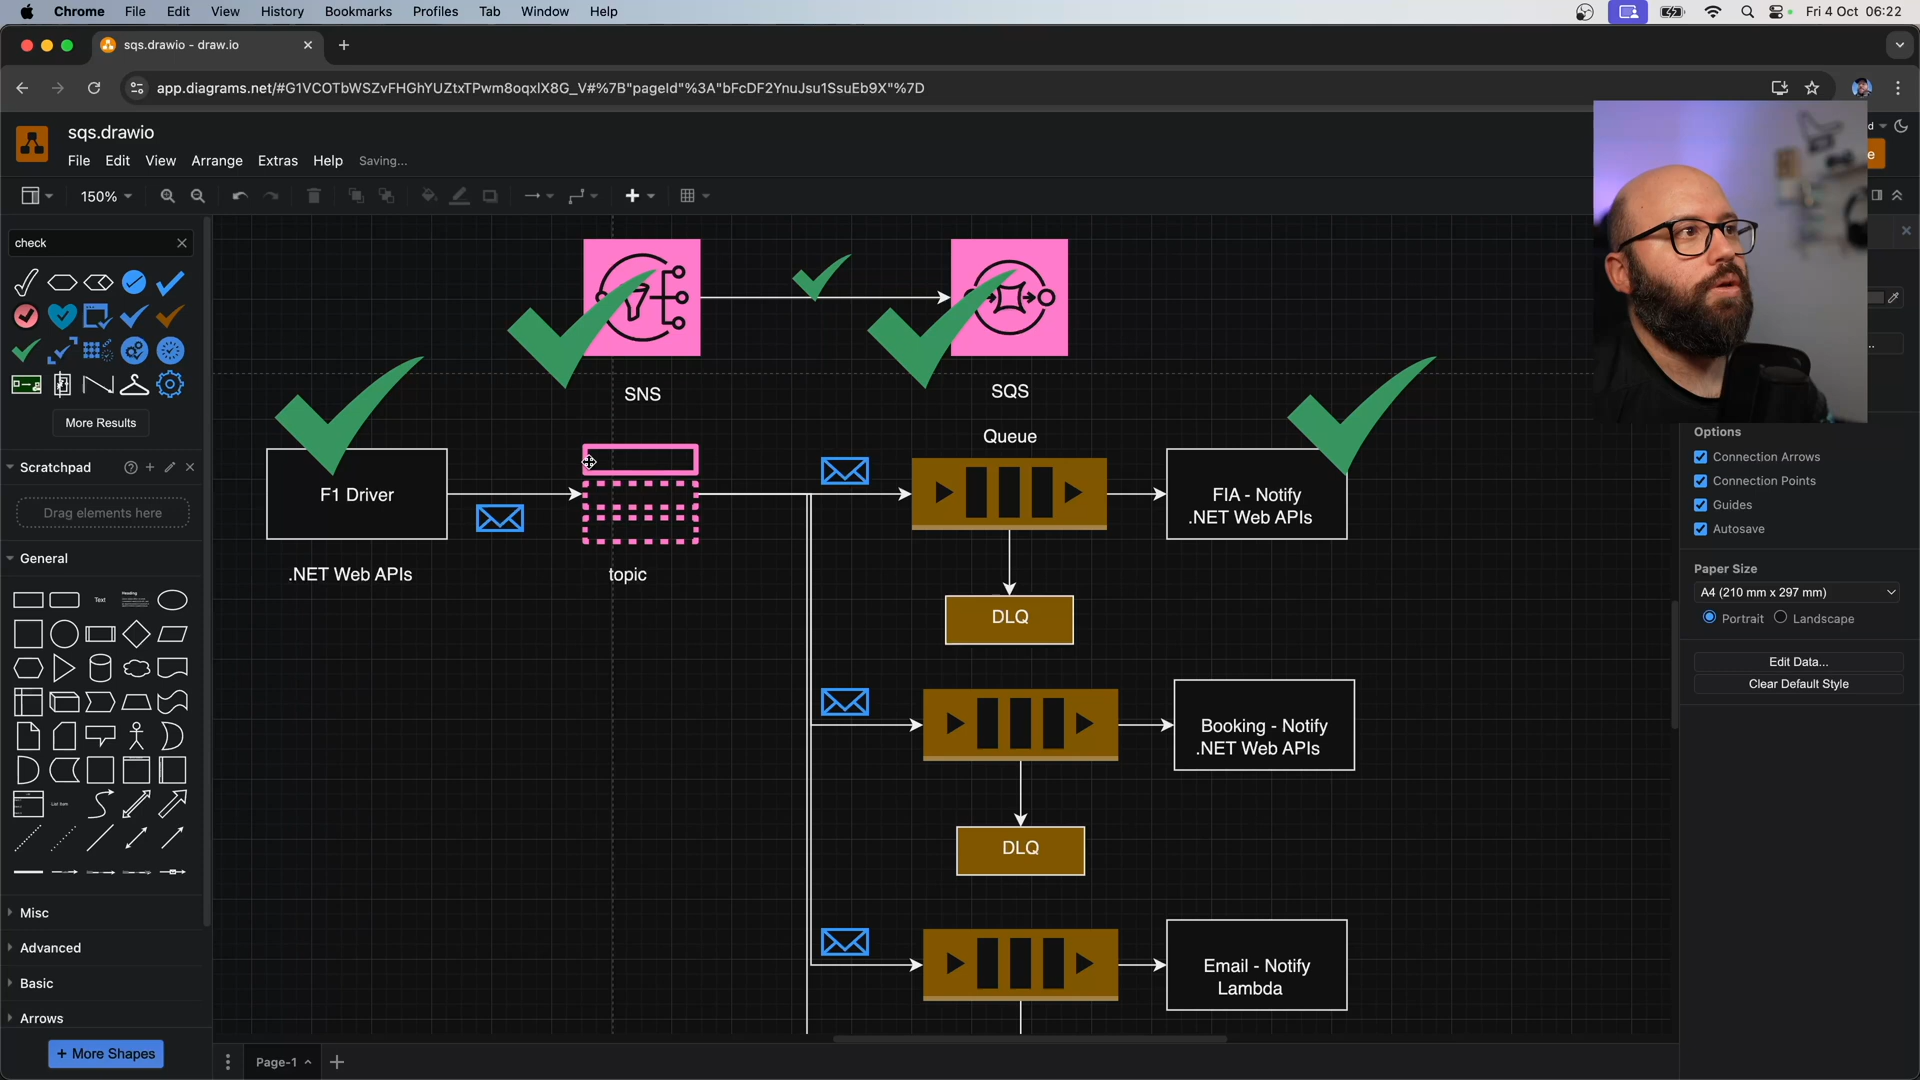 Chrome File Edit View History Bookmarks Profiles Tab Window Help Fri 4 Oct 06:22
sqs.drawio - draw.io
app.diagrams.net/#G1VCOTbWSZvFHGhYUZtxTPwm8oqxlX8G_V#%7B"pageId"%3A"bFcDF2YnuJsu1SsuEb9X"%7D
sqs.drawio
File Edit View Arrange Extras Help Saving...
150%
check
More Results
Scratchpad
Drag elements here
General
Text
Heading
List Item
Misc
Advanced
Basic
Arrows
+ More Shapes
SNS
SQS
Queue
F1 Driver
.NET Web APIs
topic
FIA - Notify
.NET Web APIs
DLQ
Booking - Notify
.NET Web APIs
DLQ
Email - Notify
Lambda
Page-1
Options
Connection Arrows
Connection Points
Guides
Autosave
Paper Size
A4 (210 mm x 297 mm)
Portrait Landscape
Edit Data...
Clear Default Style